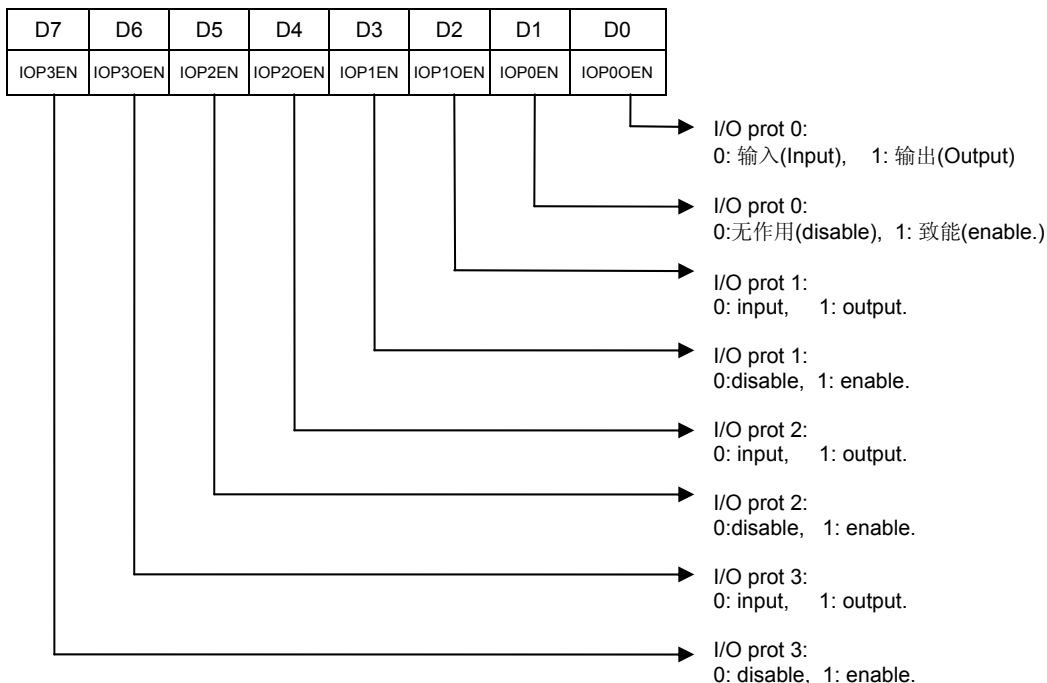 D7 D6 D5 D4 D3 D2 D1 D0
IOP3EN IOP3OEN IOP2EN IOP2OEN IOP1EN IOP1OEN IOP0EN IOP0OEN
I/O prot 0:
0: 输入(Input), 1: 输出(Output)
I/O prot 0:
0:无作用(disable), 1: 致能(enable.)
I/O prot 1:
0: input, 1: output.
I/O prot 1:
0:disable, 1: enable.
I/O prot 2:
0: input, 1: output.
I/O prot 2:
0:disable, 1: enable.
I/O prot 3:
0: input, 1: output.
I/O prot 3:
0: disable, 1: enable.